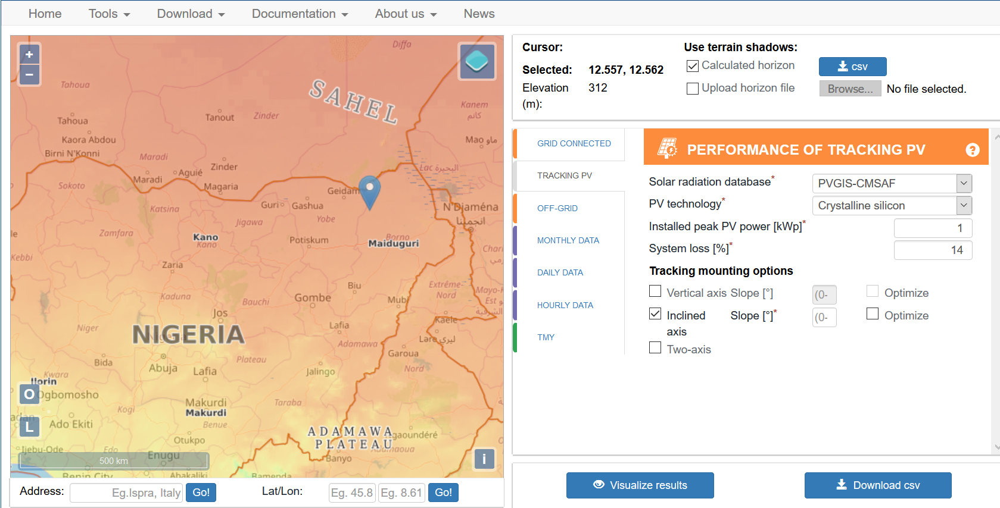 Home Tools Download Documentation About us News
+
−
Diffa
Tahoua
SAHEL
Kanem
كانم
Tanout
Zinder
Tahoua
Kaora Abdou
Mao ماو
Birni N'Konni
Maradi
Zinder
Lac البحيرة
Aguié
Maradi
Sokoto
Magaria
Geidam
N'Djaména
انجمينا
Guri
Gashua
Katsina
Yobe
Jigawa
Zamfara
Kano
Kano
Potiskum
Borno
Maiduguri
Kebbi
Zaria
Biu
Extrême-
Nord
Kaduna
Gombe
Mubi
Bauchi
Jos
Kaele
Niger
NIGERIA
Lafia
Adamawa
Lere ليري
Garoua
Plateau
Bida
Abuja
Lafia
Jalingo
Nord
Kwara
Ilorin
O
Ogbomosho
Makurdi
Makurdi
Taraba
Kogi
L
Ado Ekiti
Benue
ADAMAWA
PLATEAU
Ngaoundéré
Adamaoua
Otukpo
Ijebu-Ode
Edo
Enugu
Banyo
i
500 km
Benin City
Abakaliki
Bamenda
Address: Eg.Ispra, Italy Go! Lat/Lon: Eg. 45.8 Eg. 8.61 Go!
Cursor:
Selected: 12.557, 12.562
Elevation 312
(m):
Use terrain shadows:
Calculated horizon csv
Upload horizon file Browse... No file selected.
GRID CONNECTED
TRACKING PV
OFF-GRID
MONTHLY DATA
DAILY DATA
HOURLY DATA
TMY
PERFORMANCE OF TRACKING PV ?
Solar radiation database* PVGIS-CMSAF
PV technology* Crystalline silicon
Installed peak PV power [kWp]* 1
System loss [%]* 14
Tracking mounting options
Vertical axis Slope [°] (0- Optimize
Inclined Slope [°]* (0- Optimize
axis
Two-axis
Visualize results Download csv